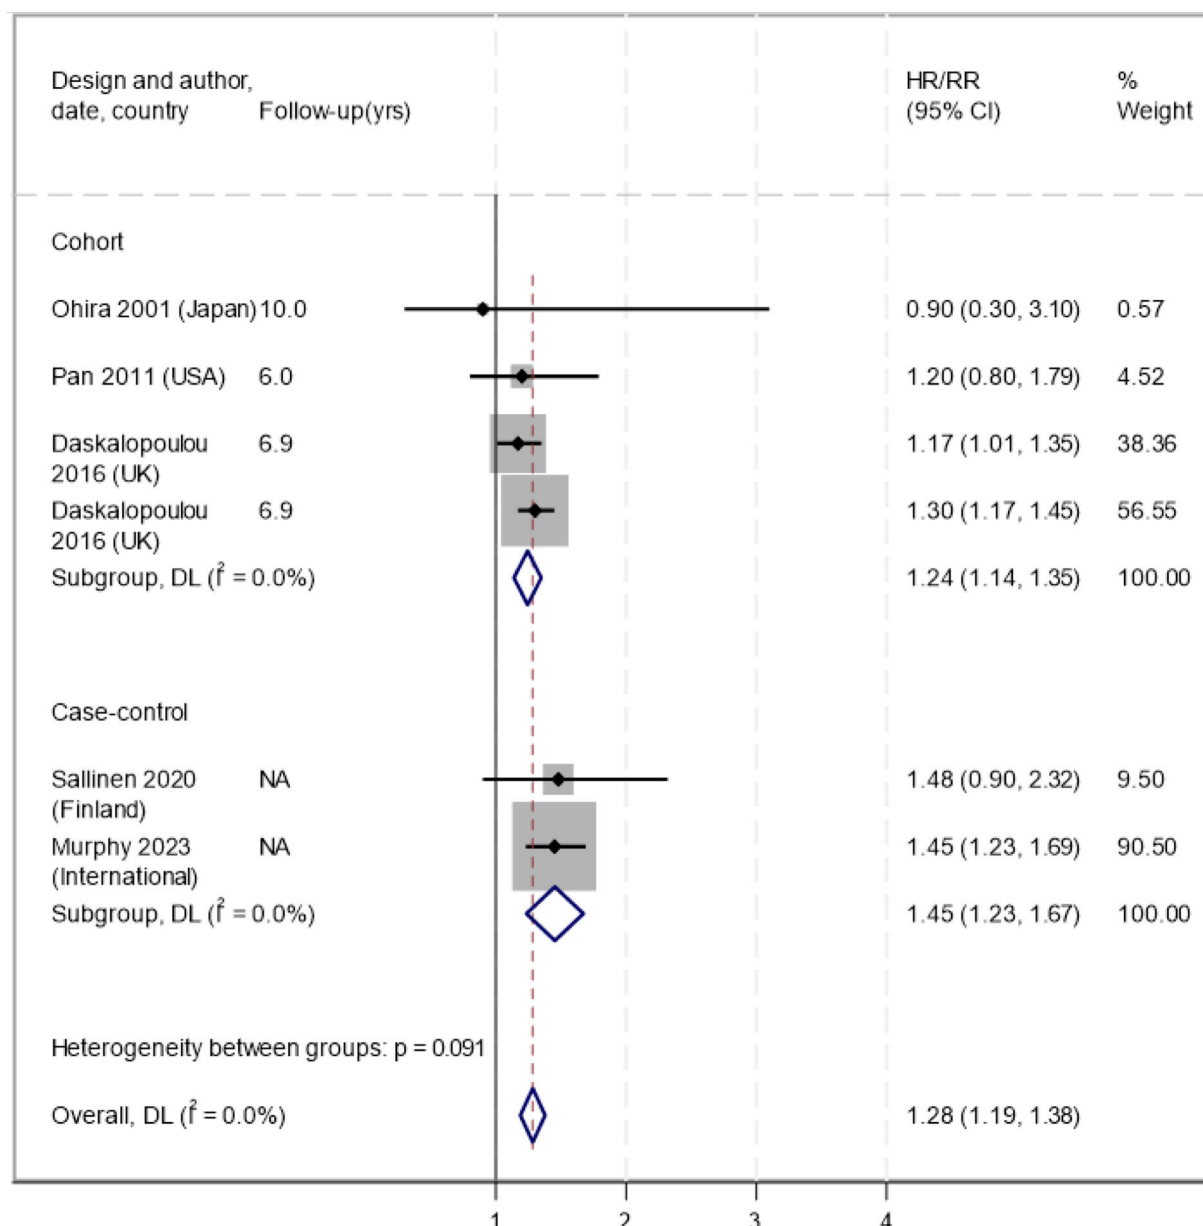 Design and author, HR/RR %
date, country Follow-up(yrs) (95% CI) Weight
Cohort
Ohira 2001 (Japan) 10.0 0.90 (0.30, 3.10) 0.57
Pan 2011 (USA) 6.0 1.20 (0.80, 1.79) 4.52
Daskalopoulou 6.9 1.17 (1.01, 1.35) 38.36
2016 (UK)
Daskalopoulou 6.9 1.30 (1.17, 1.45) 56.55
2016 (UK)
Subgroup, DL (I² = 0.0%) 1.24 (1.14, 1.35) 100.00
Case-control
Sallinen 2020 NA 1.48 (0.90, 2.32) 9.50
(Finland)
Murphy 2023 NA 1.45 (1.23, 1.69) 90.50
(International)
Subgroup, DL (I² = 0.0%) 1.45 (1.23, 1.67) 100.00
Heterogeneity between groups: p = 0.091
Overall, DL (I² = 0.0%) 1.28 (1.19, 1.38)
1 2 3 4